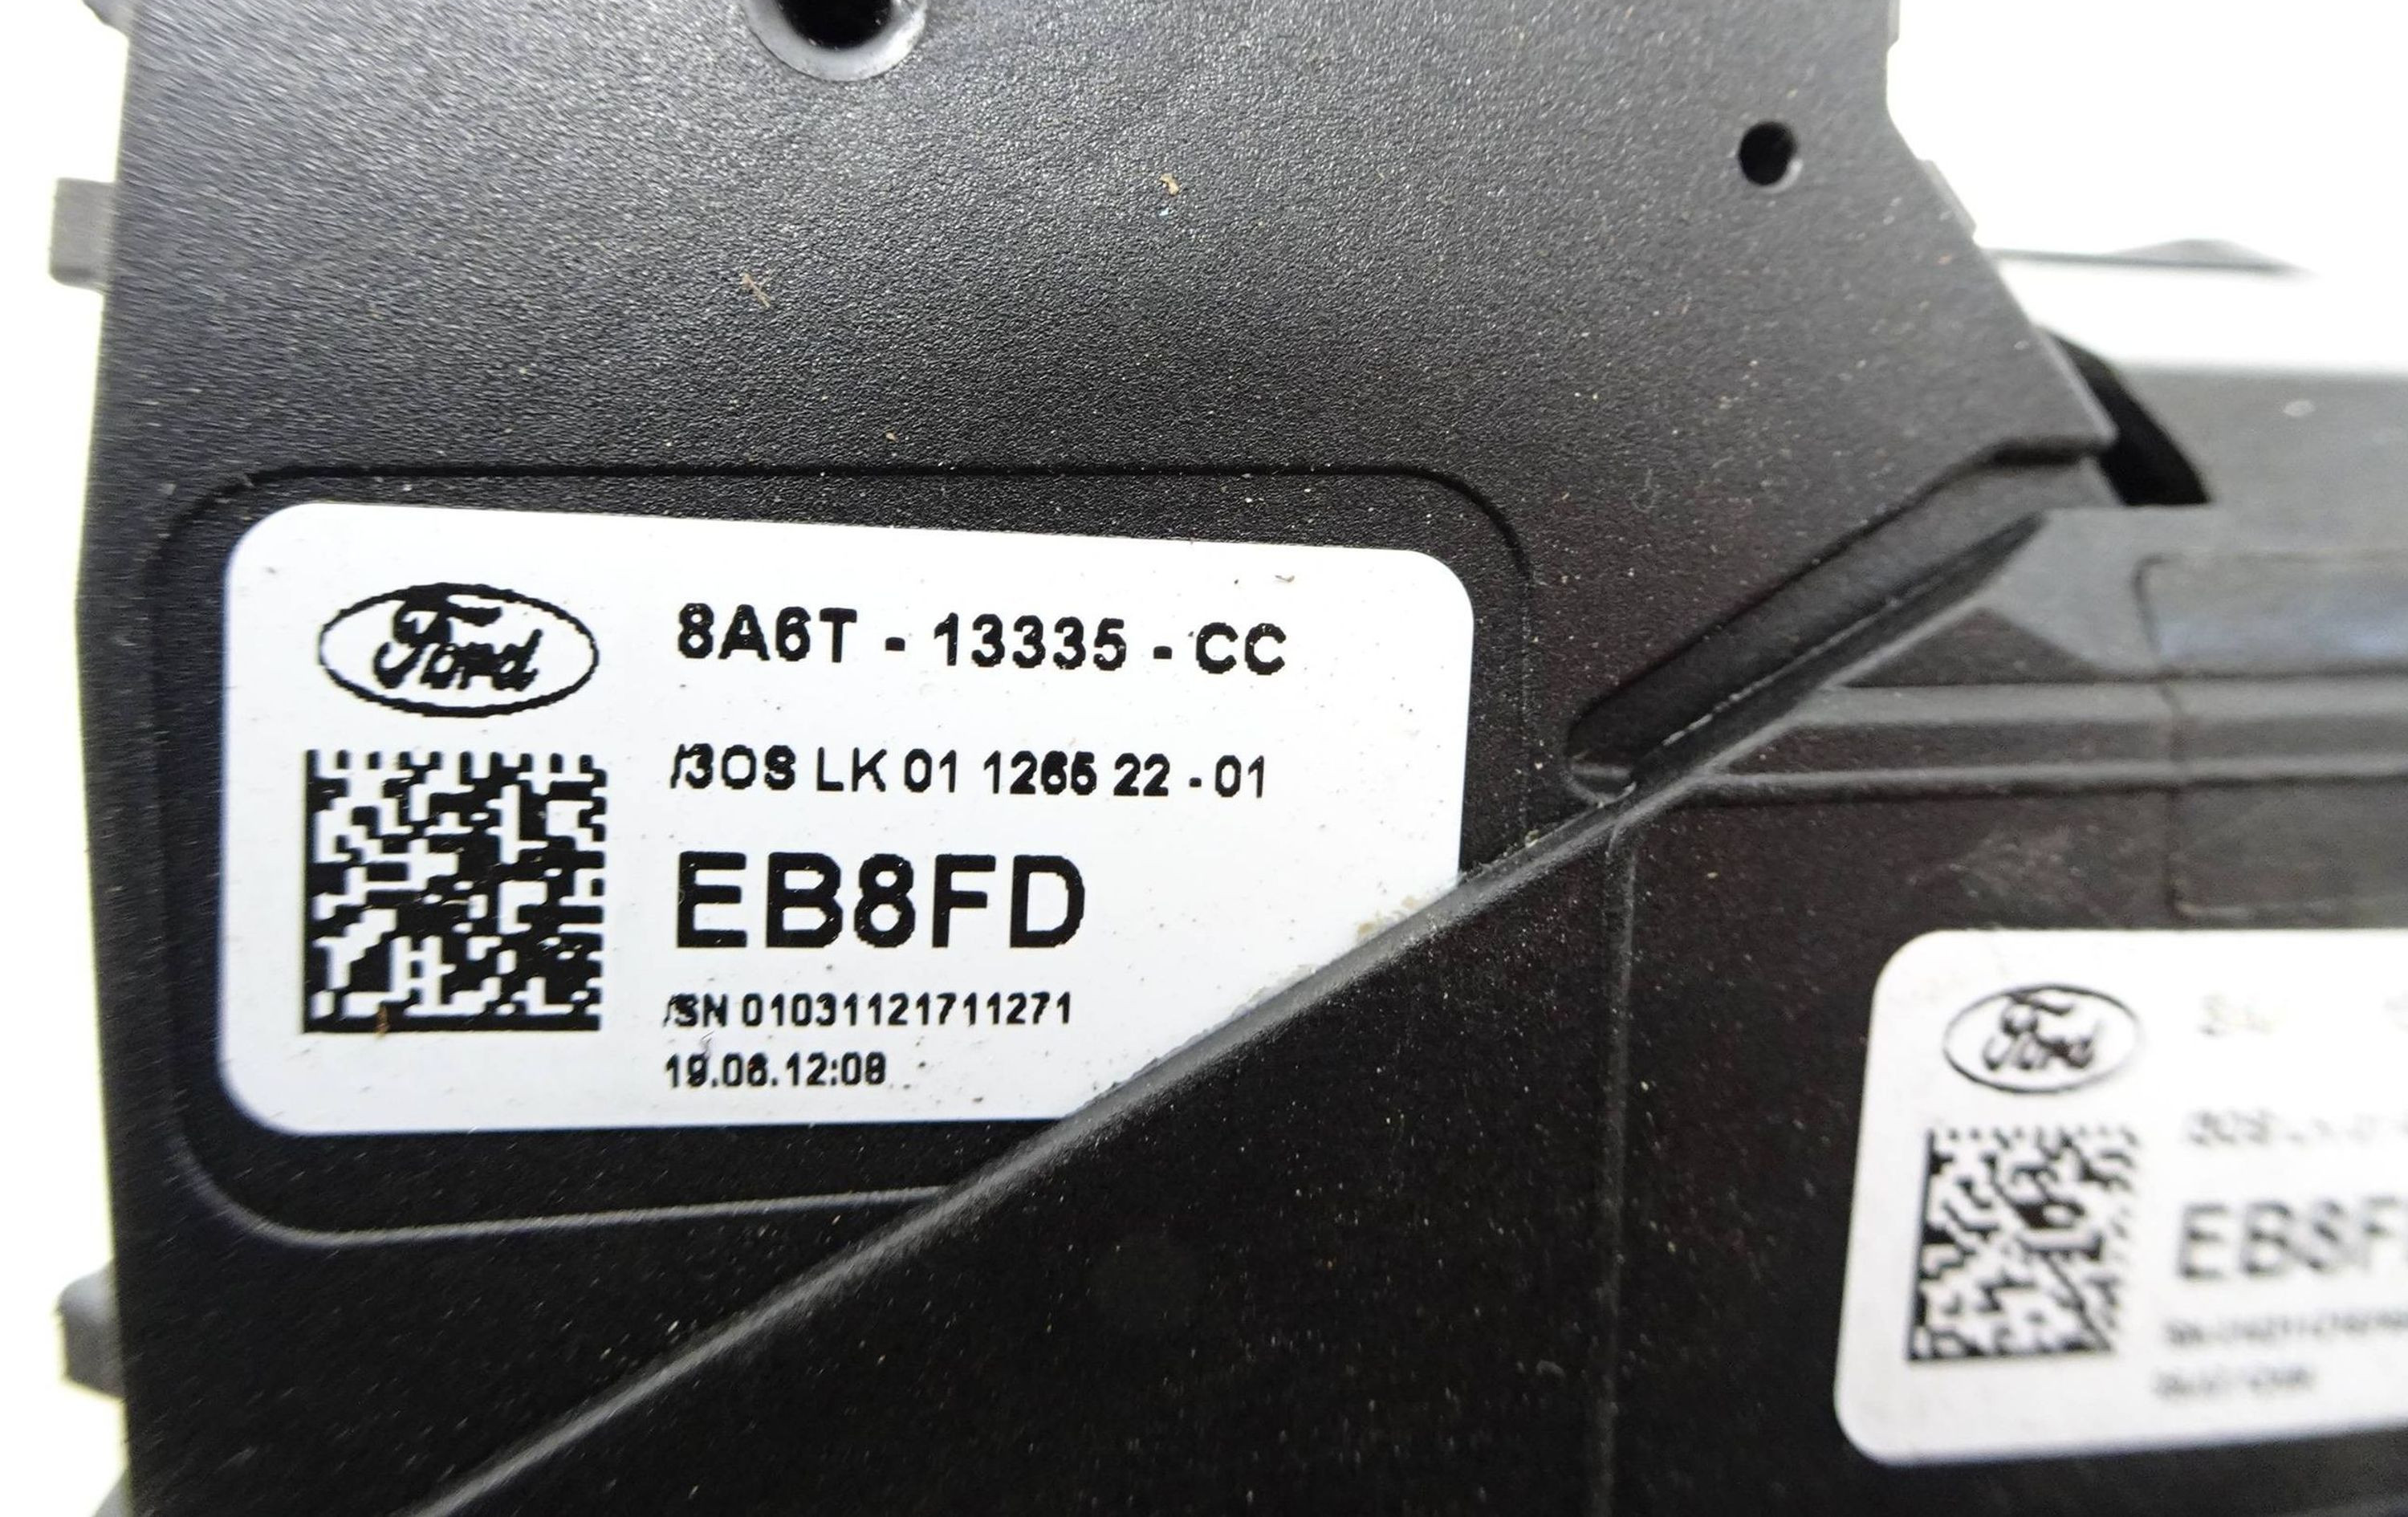 Ford
8A6T - 13335 - CC
/3OS LK 01 1265 22 - 01
EB8FD
/SN 01031121711271
19.06.12:08
Ford
EB8F